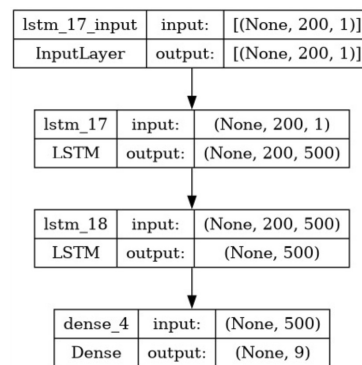 lstm_17_input input: [(None, 200, 1)]
InputLayer output: [(None, 200, 1)]
lstm_17 input: (None, 200, 1)
LSTM output: (None, 200, 500)
lstm_18 input: (None, 200, 500)
LSTM output: (None, 500)
dense_4 input: (None, 500)
Dense output: (None, 9)